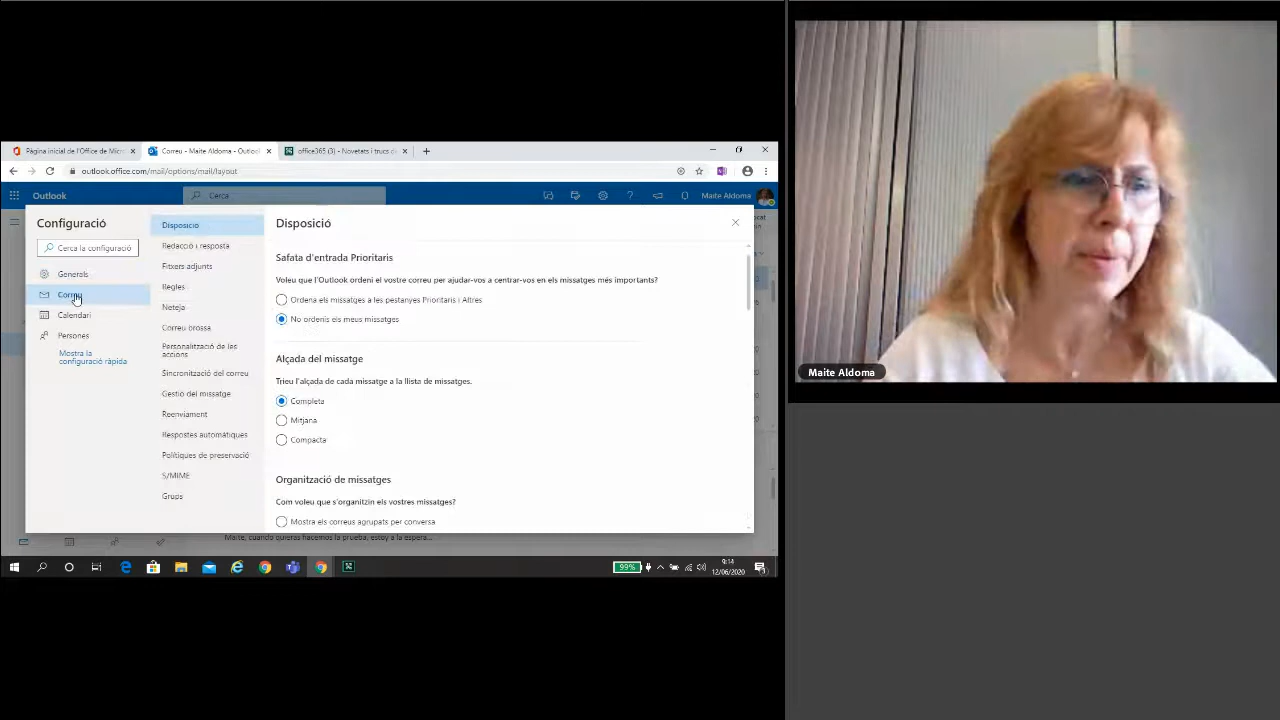 Pàgina inicial de l'Office de Micr
Correu - Maite Aldoma - Outlook
office365 (3) - Novetats i trucs d
outlook.office.com/mail/options/mail/layout
Outlook
Cerca
Maite Aldoma
Configuració
Cerca la configuració
Generals
Correu
Calendari
Persones
Mostra la
configuració ràpida
Disposició
Redacció i resposta
Fitxers adjunts
Regles
Neteja
Correu brossa
Personalització de les
accions
Sincronització del correu
Gestió del missatge
Reenviament
Respostes automàtiques
Polítiques de preservació
S/MIME
Grups
Disposició
Safata d'entrada Prioritaris
Voleu que l'Outlook ordeni el vostre correu per ajudar-vos a centrar-vos en els missatges més importants?
Ordena els missatges a les pestanyes Prioritaris i Altres
No ordenis els meus missatges
Alçada del missatge
Trieu l'alçada de cada missatge a la llista de missatges.
Completa
Mitjana
Compacta
Organització de missatges
Com voleu que s'organitzin els vostres missatges?
Mostra els correus agrupats per conversa
Maite, cuando quieras hacemos la prueba, estoy a la espera...
99%
9:14
12/06/2020
Maite Aldoma